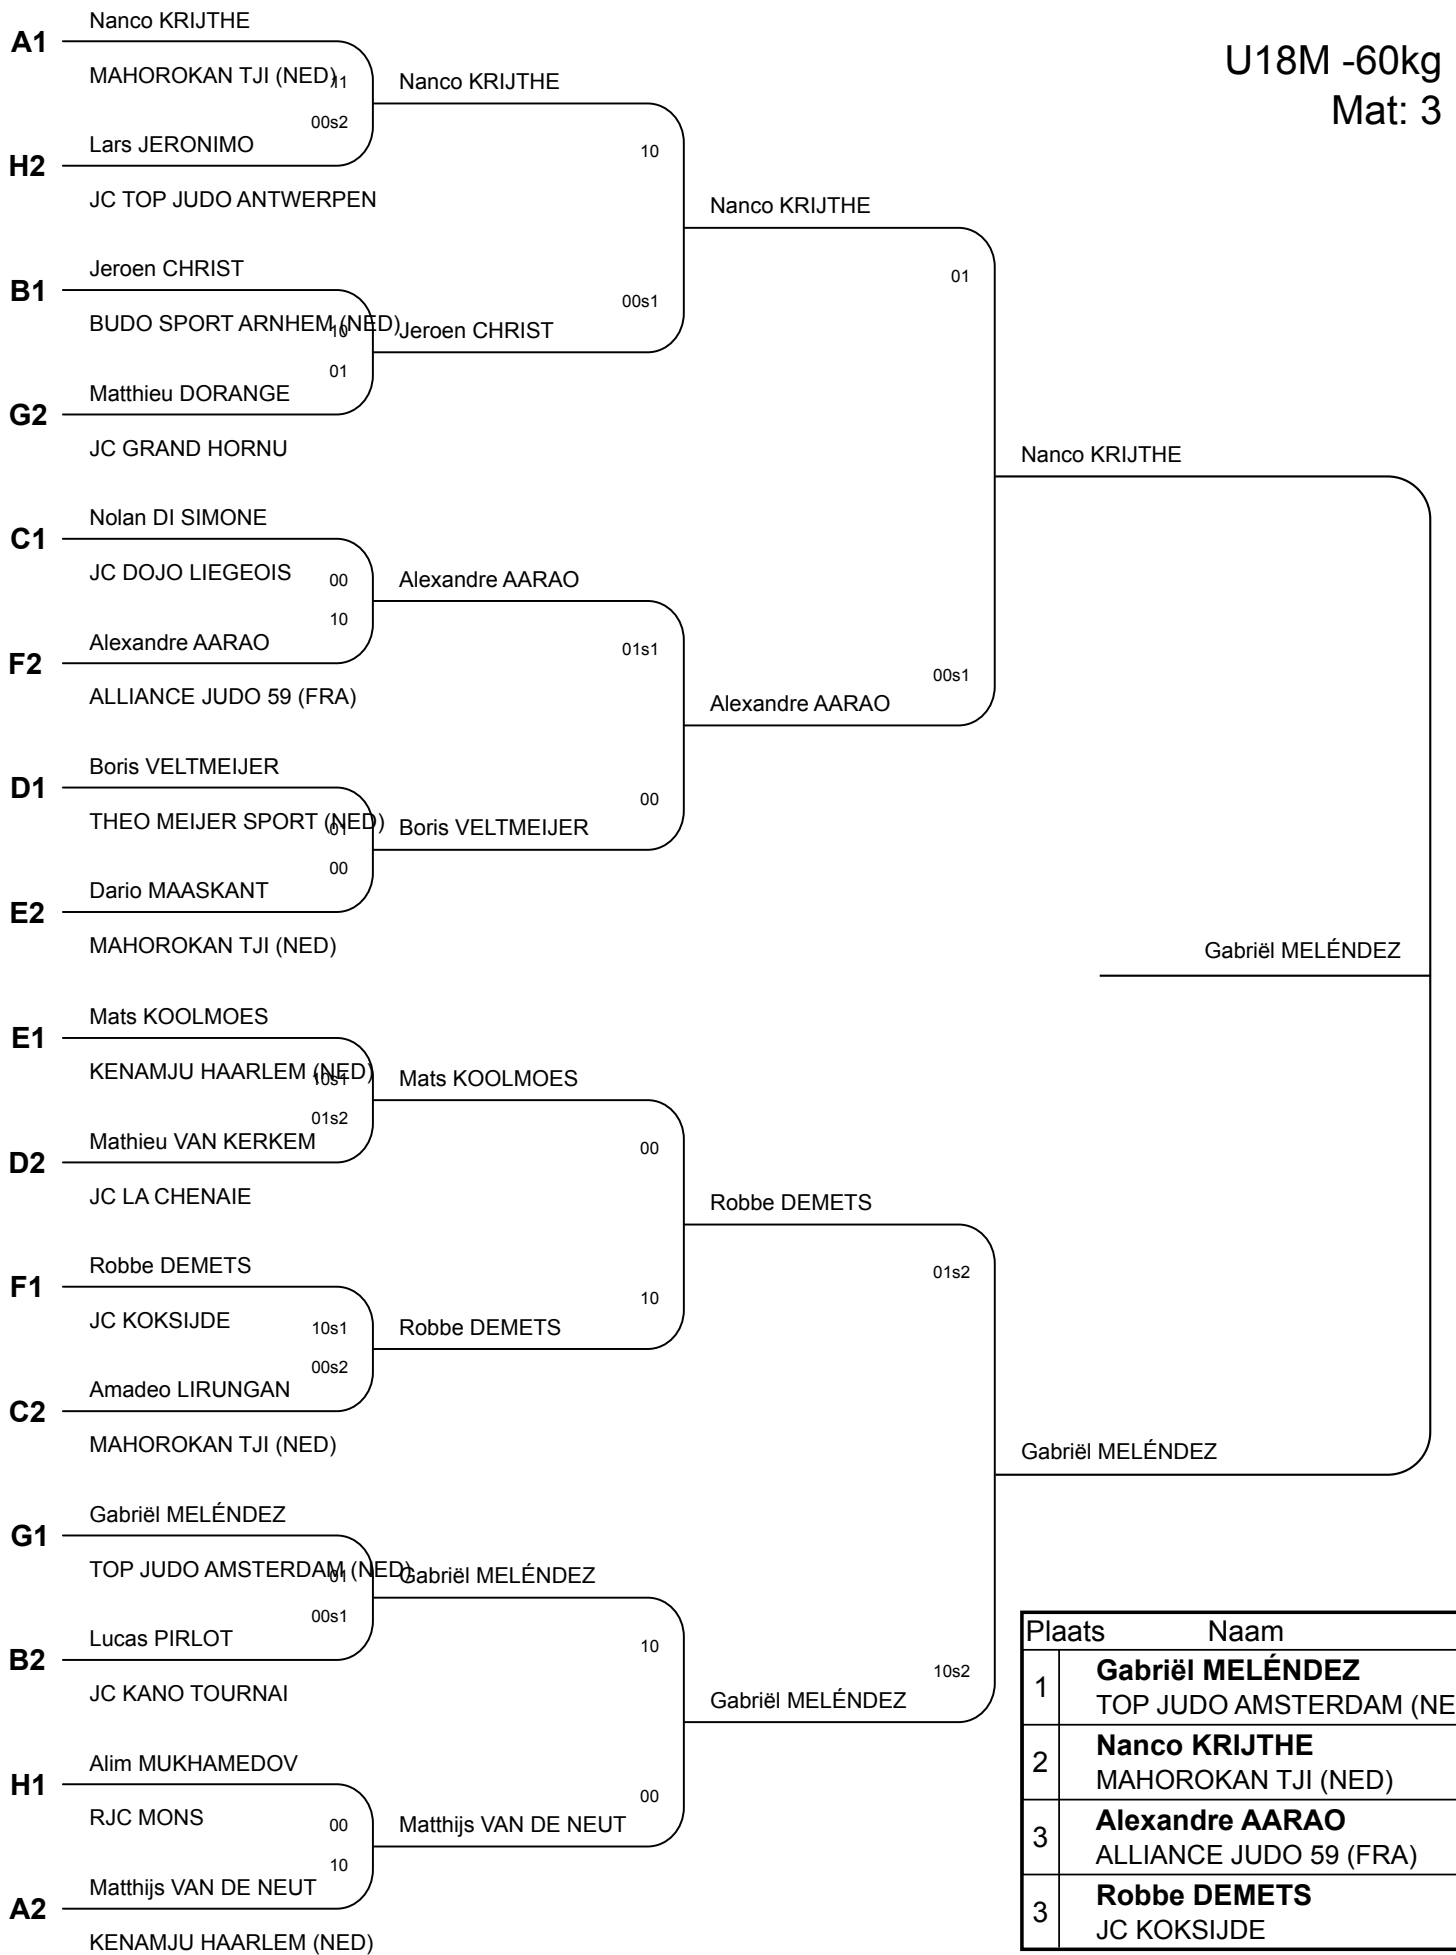 U18M -60kg
Mat: 3
A1
Nanco KRIJTHE
MAHOROKAN TJI (NED)
11
00s2
Lars JERONIMO
H2
JC TOP JUDO ANTWERPEN
Nanco KRIJTHE
10
B1
Jeroen CHRIST
BUDO SPORT ARNHEM (NED)
10
01
Matthieu DORANGE
G2
JC GRAND HORNU
00s1
Jeroen CHRIST
Nanco KRIJTHE
01
C1
Nolan DI SIMONE
JC DOJO LIEGEOIS
00
10
Alexandre AARAO
F2
ALLIANCE JUDO 59 (FRA)
Alexandre AARAO
01s1
D1
Boris VELTMEIJER
THEO MEIJER SPORT (NED)
01
00
Dario MAASKANT
E2
MAHOROKAN TJI (NED)
00
Boris VELTMEIJER
00s1
Alexandre AARAO
Nanco KRIJTHE
Gabriël MELÉNDEZ
E1
Mats KOOLMOES
KENAMJU HAARLEM (NED)
10s1
01s2
Mathieu VAN KERKEM
D2
JC LA CHENAIE
Mats KOOLMOES
00
F1
Robbe DEMETS
JC KOKSIJDE
10s1
00s2
Amadeo LIRUNGAN
C2
MAHOROKAN TJI (NED)
10
Robbe DEMETS
Robbe DEMETS
01s2
G1
Gabriël MELÉNDEZ
TOP JUDO AMSTERDAM (NED)
01
00s1
Lucas PIRLOT
B2
JC KANO TOURNAI
Gabriël MELÉNDEZ
10
H1
Alim MUKHAMEDOV
RJC MONS
00
10
Matthijs VAN DE NEUT
A2
KENAMJU HAARLEM (NED)
00
Matthijs VAN DE NEUT
10s2
Gabriël MELÉNDEZ
Gabriël MELÉNDEZ
Plaats Naam
1 Gabriël MELÉNDEZ
TOP JUDO AMSTERDAM (NE
2 Nanco KRIJTHE
MAHOROKAN TJI (NED)
3 Alexandre AARAO
ALLIANCE JUDO 59 (FRA)
3 Robbe DEMETS
JC KOKSIJDE